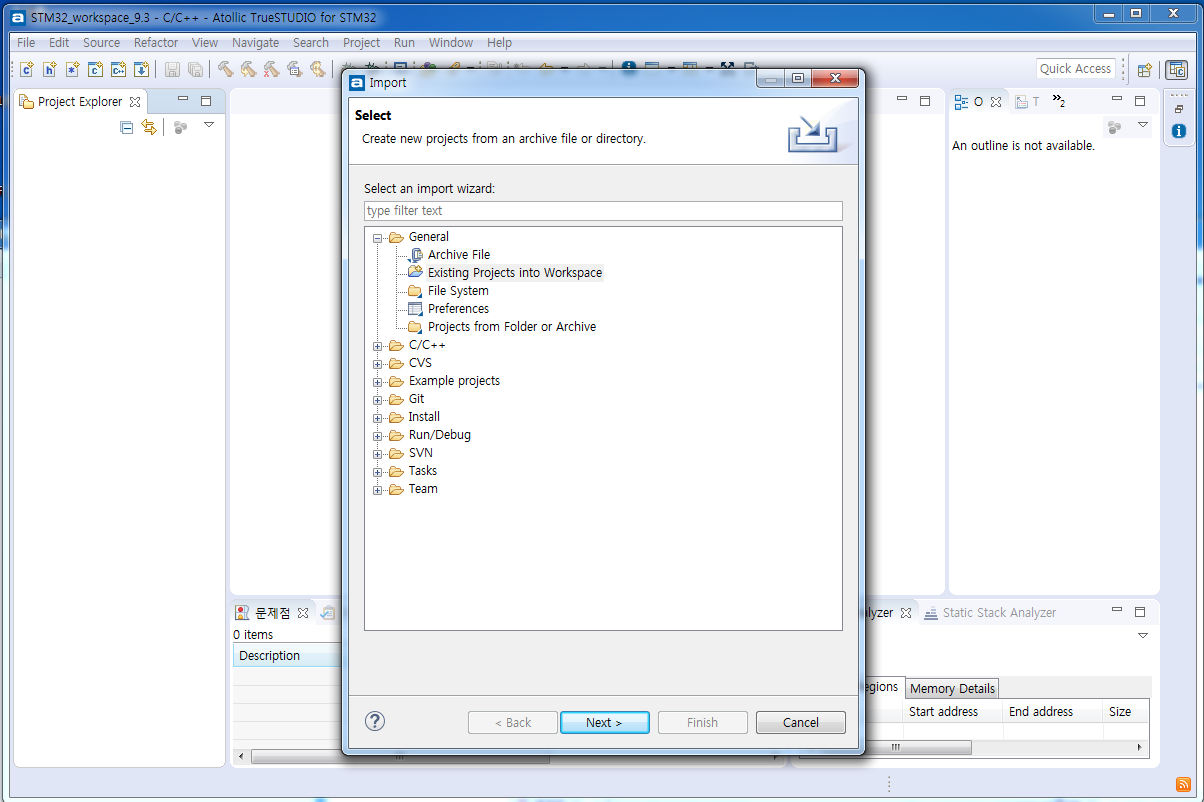 STM32_workspace_9.3 - C/C++ - Atollic TrueSTUDIO for STM32
File Edit Source Refactor View Navigate Search Project Run Window Help
Quick Access
Project Explorer
O T 2
An outline is not available.
Import
Select
Create new projects from an archive file or directory.
Select an import wizard:
type filter text
General
Archive File
Existing Projects into Workspace
File System
Preferences
Projects from Folder or Archive
C/C++
CVS
Example projects
Git
Install
Run/Debug
SVN
Tasks
Team
< Back Next > Finish Cancel
문제점
0 items
Description
lyzer Static Stack Analyzer
egions Memory Details
Start address End address Size